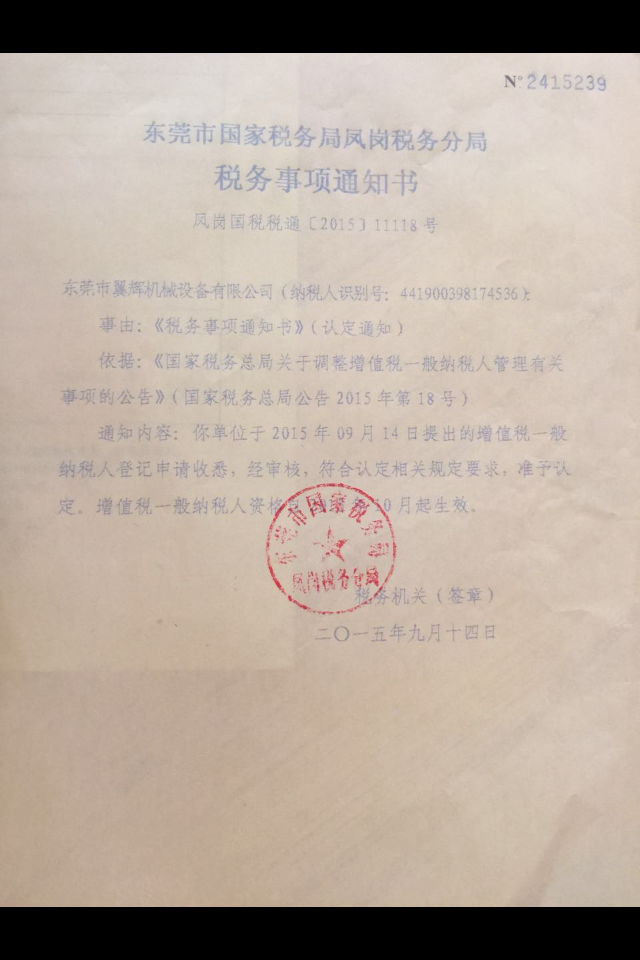 Nº 2415239
东莞市国家税务局凤岗税务分局
税务事项通知书
凤岗国税税通〔2015〕11118号
东莞市翼辉机械设备有限公司（纳税人识别号：441900398174536）：
事由：《税务事项通知书》（认定通知）
依据：《国家税务总局关于调整增值税一般纳税人管理有关
事项的公告》（国家税务总局公告2015年第18号）
通知内容：你单位于2015年09月14日提出的增值税一般
纳税人登记申请收悉，经审核，符合认定相关规定要求，准予认
定。增值税一般纳税人资格 10月起生效。
东莞市国家税务局
凤岗税务分局
税务机关（签章）
二〇一五年九月十四日